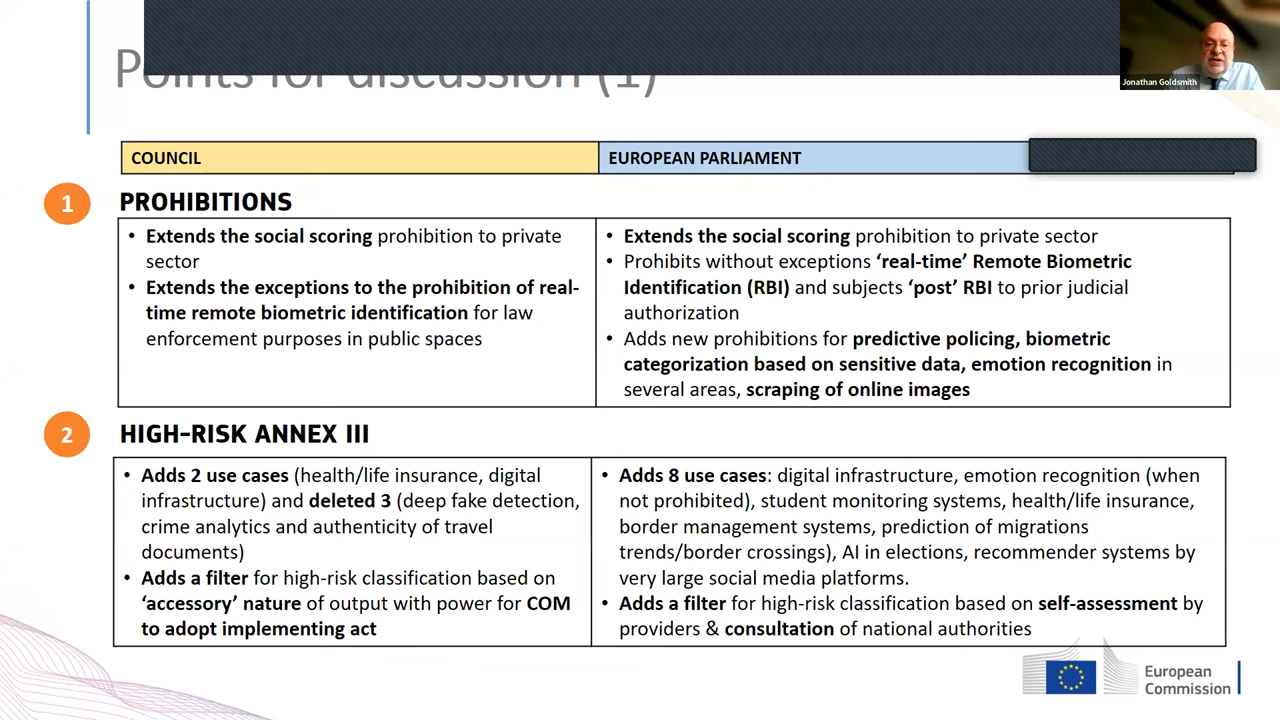 Points for discussion (1)
Jonathan Goldsmith
COUNCIL
EUROPEAN PARLIAMENT
1
PROHIBITIONS
• Extends the social scoring prohibition to private
sector
• Extends the exceptions to the prohibition of real-
time remote biometric identification for law
enforcement purposes in public spaces
• Extends the social scoring prohibition to private sector
• Prohibits without exceptions ‘real-time’ Remote Biometric
Identification (RBI) and subjects ‘post’ RBI to prior judicial
authorization
• Adds new prohibitions for predictive policing, biometric
categorization based on sensitive data, emotion recognition in
several areas, scraping of online images
2
HIGH-RISK ANNEX III
• Adds 2 use cases (health/life insurance, digital
infrastructure) and deleted 3 (deep fake detection,
crime analytics and authenticity of travel
documents)
• Adds a filter for high-risk classification based on
‘accessory’ nature of output with power for COM
to adopt implementing act
• Adds 8 use cases: digital infrastructure, emotion recognition (when
not prohibited), student monitoring systems, health/life insurance,
border management systems, prediction of migrations
trends/border crossings), AI in elections, recommender systems by
very large social media platforms.
• Adds a filter for high-risk classification based on self-assessment by
providers & consultation of national authorities
European
Commission